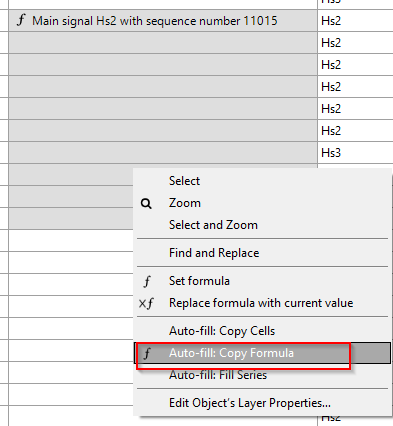 Hs3
Main signal Hs2 with sequence number 11015 Hs2
Hs2
Hs2
Hs2
Hs2
Hs2
Hs3
Select
Zoom
Select and Zoom
Find and Replace
Set formula
Replace formula with current value
Auto-fill: Copy Cells
Auto-fill: Copy Formula
Auto-fill: Fill Series
Edit Object's Layer Properties...
Hs2